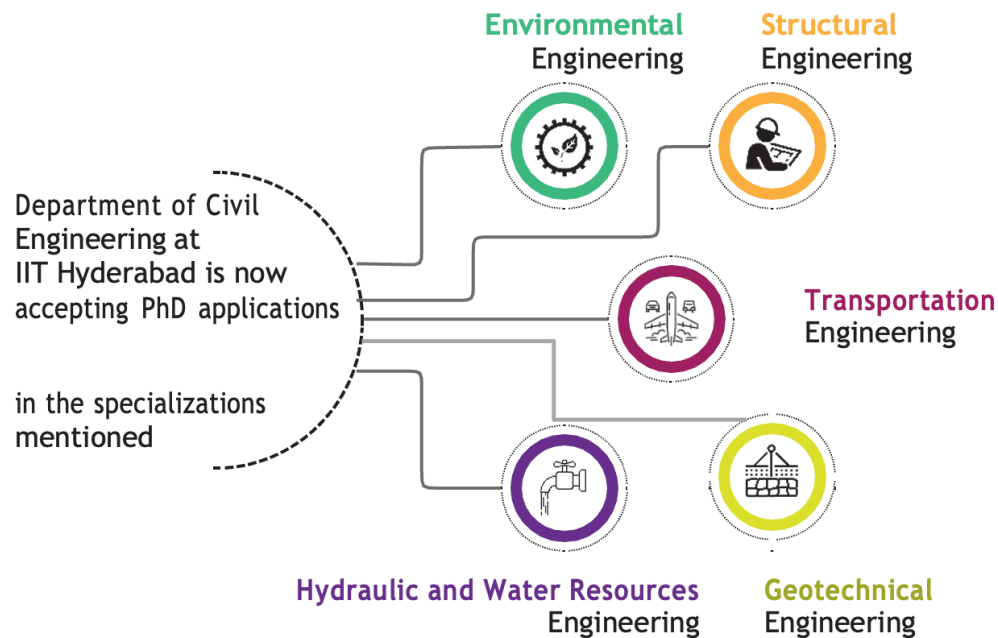 Department of Civil
Engineering at
IIT Hyderabad is now
accepting PhD applications
in the specializations
mentioned
Environmental
Engineering
Structural
Engineering
Transportation
Engineering
Hydraulic and Water Resources
Engineering
Geotechnical
Engineering